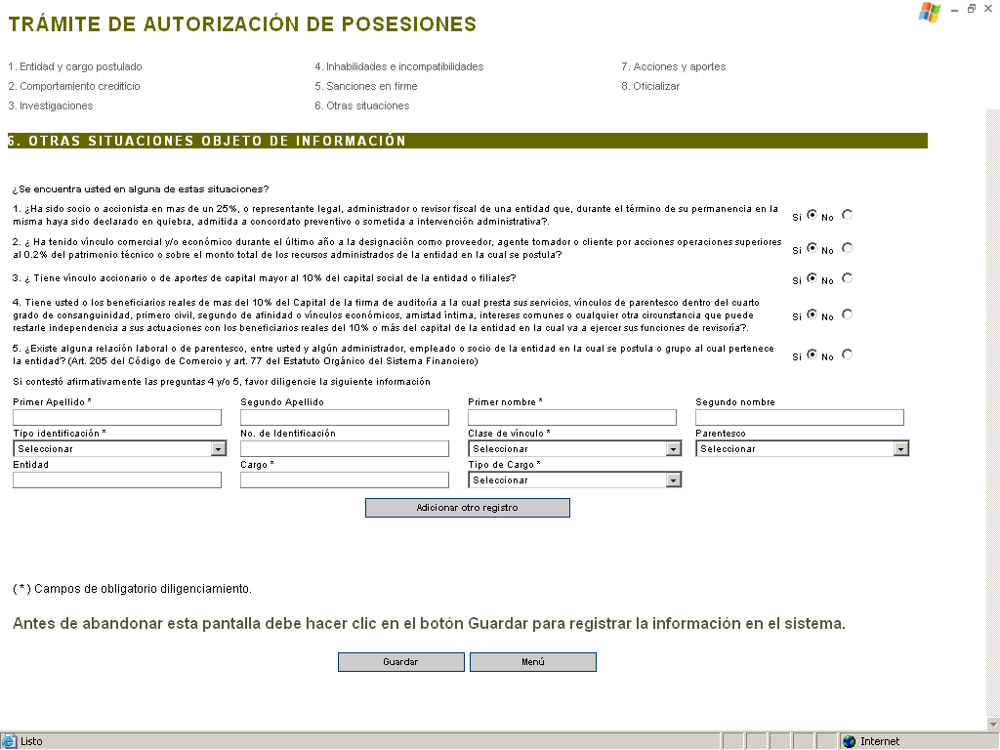 TRÁMITE DE AUTORIZACIÓN DE POSESIONES
1. Entidad y cargo postulado
4. Inhabilidades e incompatibilidades
7. Acciones y aportes
2. Comportamiento crediticio
5. Sanciones en firme
8. Oficializar
3. Investigaciones
6. Otras situaciones
6. OTRAS SITUACIONES OBJETO DE INFORMACIÓN
¿Se encuentra usted en alguna de estas situaciones?
1. ¿Ha sido socio o accionista en mas de un 25%, o representante legal, administrador o revisor fiscal de una entidad que, durante el término de su permanencia en la
misma haya sido declarado en quiebra, admitida a concordato preventivo o sometida a intervención administrativa?.
Si No
2. ¿ Ha tenido vínculo comercial y/o económico durante el último año a la designación como proveedor, agente tomador o cliente por acciones operaciones superiores
al 0.2% del patrimonio técnico o sobre el monto total de los recursos administrados de la entidad en la cual se postula?
Si No
3. ¿ Tiene vínculo accionario o de aportes de capital mayor al 10% del capital social de la entidad o filiales?
Si No
4. Tiene usted o los beneficiarios reales de mas del 10% del Capital de la firma de auditoría a la cual presta sus servicios, vínculos de parentesco dentro del cuarto
grado de consanguinidad, primero civil, segundo de afinidad o vínculos económicos, amistad íntima, intereses comunes o cualquier otra circunstancia que puede
restarle independencia a sus actuaciones con los beneficiarios reales del 10% o más del capital de la entidad en la cual va a ejercer sus funciones de revisoría?.
Si No
5. ¿Existe alguna relación laboral o de parentesco, entre usted y algún administrador, empleado o socio de la entidad en la cual se postula o grupo al cual pertenece
la entidad? (Art. 205 del Código de Comercio y art. 77 del Estatuto Orgánico del Sistema Financiero)
Si No
Si contestó afirmativamente las preguntas 4 y/o 5, favor diligencie la siguiente información
Primer Apellido *
Segundo Apellido
Primer nombre *
Segundo nombre
Tipo identificación *
No. de Identificación
Clase de vínculo *
Parentesco
Seleccionar
Seleccionar
Seleccionar
Entidad
Cargo *
Tipo de Cargo *
Seleccionar
Adicionar otro registro
( * ) Campos de obligatorio diligenciamiento.
Antes de abandonar esta pantalla debe hacer clic en el botón Guardar para registrar la información en el sistema.
Guardar
Menú
Listo
Internet